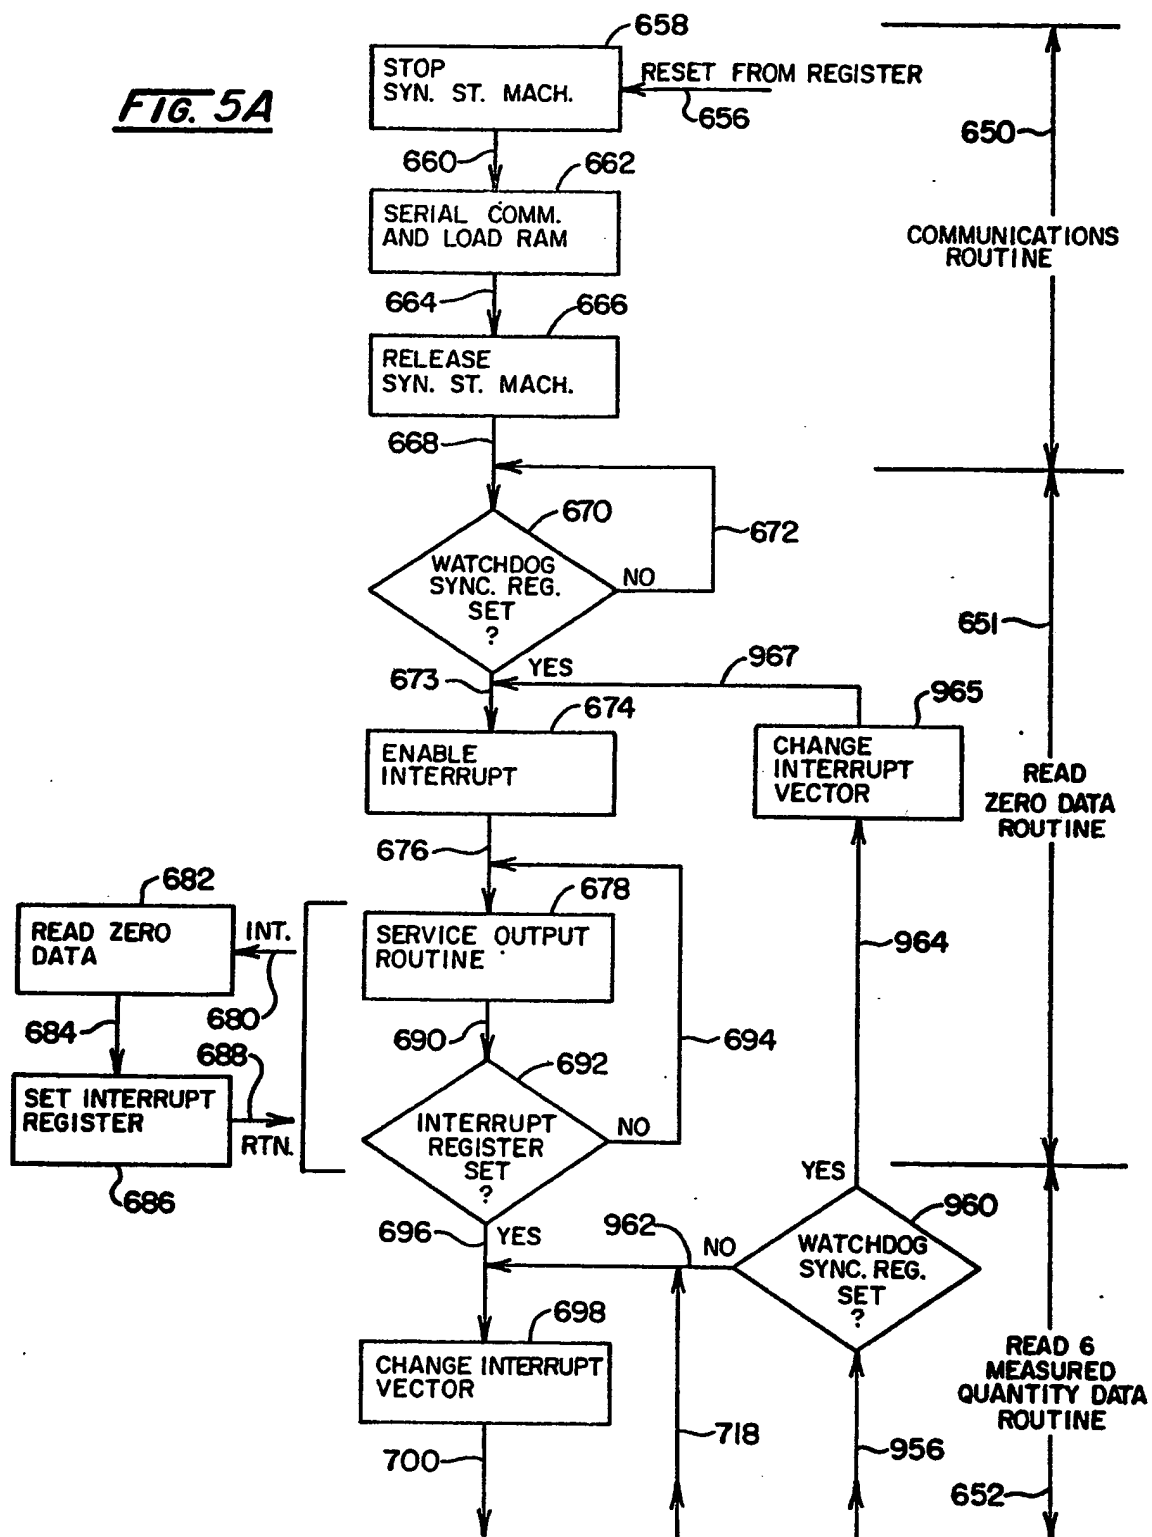 FIG. 5A
658
STOP
SYN. ST. MACH.
RESET FROM REGISTER
656
660
662
SERIAL COMM.
AND LOAD RAM
664
666
RELEASE
SYN. ST. MACH.
668
650
COMMUNICATIONS
ROUTINE
670
672
WATCHDOG
SYNC. REG.
SET
?
NO
YES
673
967
651
674
965
ENABLE
INTERRUPT
CHANGE
INTERRUPT
VECTOR
READ
ZERO DATA
ROUTINE
676
682
678
READ ZERO
DATA
INT.
680
SERVICE OUTPUT
ROUTINE
964
684
690
694
688
692
SET INTERRUPT
REGISTER
RTN.
686
INTERRUPT
REGISTER
SET
?
NO
YES
696
YES
960
962
NO
WATCHDOG
SYNC. REG.
SET
?
698
CHANGE INTERRUPT
VECTOR
READ 6
MEASURED
QUANTITY DATA
ROUTINE
700
718
956
652